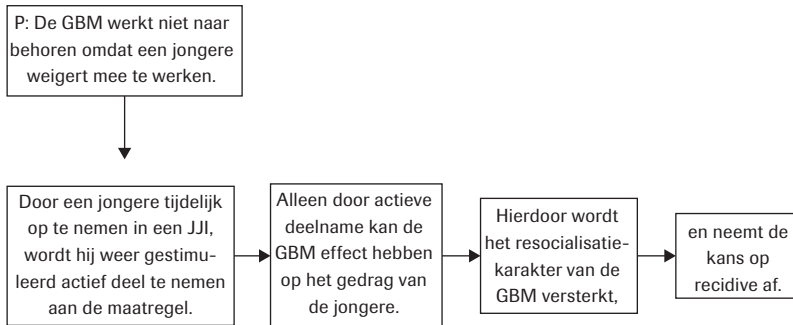 P: De GBM werkt niet naar
behoren omdat een jongere
weigert mee te werken.
Door een jongere tijdelijk
op te nemen in een JJI,
wordt hij weer gestimu-
leerd actief deel te nemen
aan de maatregel.
Alleen door actieve
deelname kan de
GBM effect hebben
op het gedrag van
de jongere.
Hierdoor wordt
het resocialisatie-
karakter van de
GBM versterkt,
en neemt de
kans op
recidive af.